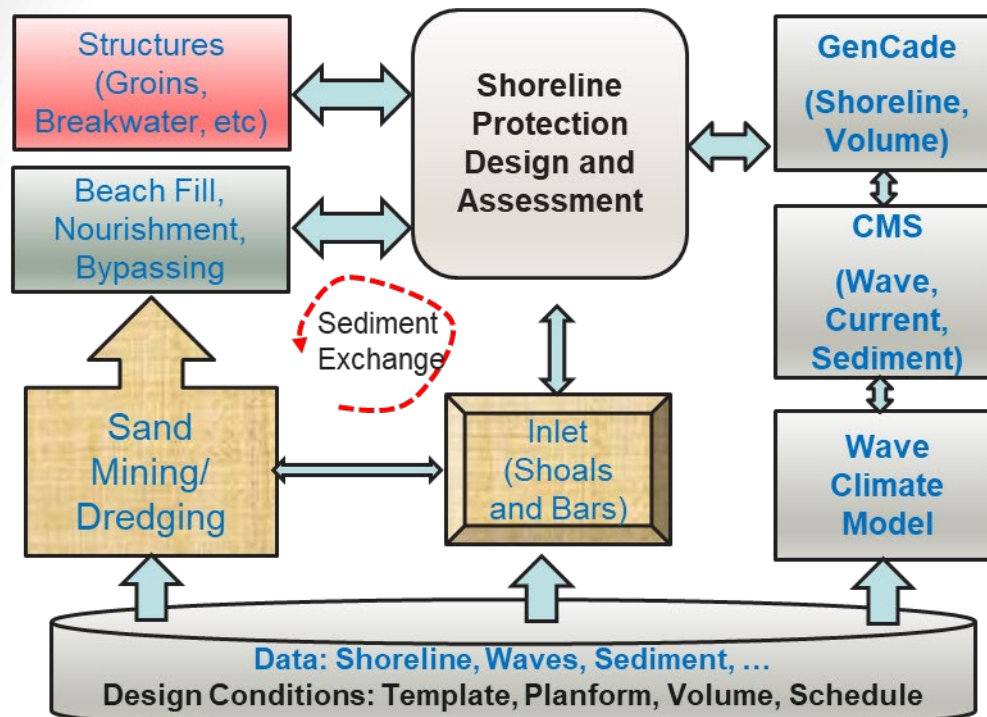 Structures
(Groins,
Breakwater, etc)
Beach Fill,
Nourishment,
Bypassing
Shoreline
Protection
Design and
Assessment
GenCade
(Shoreline,
Volume)
CMS
(Wave,
Current,
Sediment)
Wave
Climate
Model
Sediment
Exchange
Sand
Mining/
Dredging
Inlet
(Shoals
and Bars)
Data: Shoreline, Waves, Sediment, ...
Design Conditions: Template, Planform, Volume, Schedule